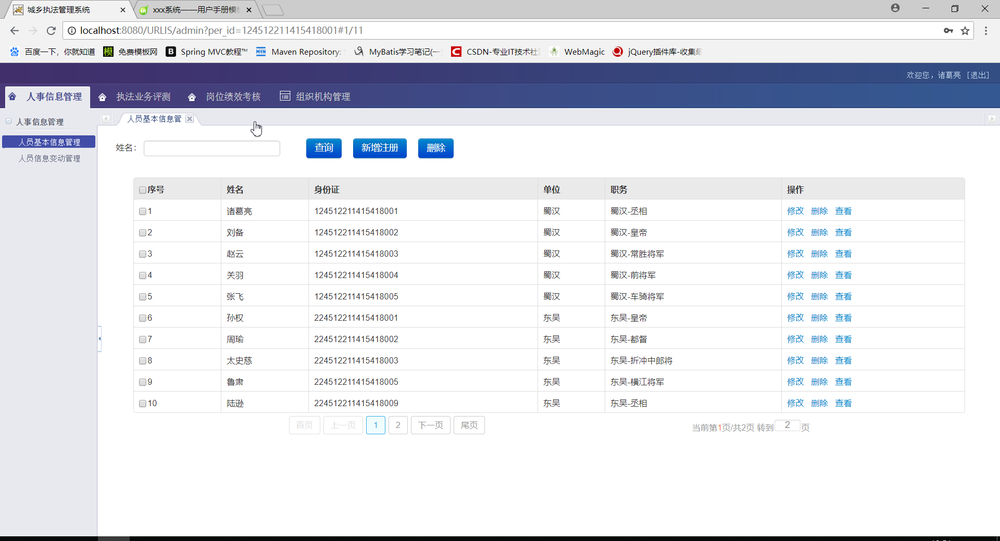 城乡执法管理系统
xxx系统——用户手册模
localhost:8080/URLIS/admin?per_id=124512211415418001#1/11
百度一下，你就知道 模 免费模板网 B Spring MVC教程™ MVN Maven Repository: MyBatis学习笔记(一) C CSDN-专业IT技术社 WebMagic jQuery插件库-收集最
欢迎您，诸葛亮 [退出]
人事信息管理 执法业务评测 岗位绩效考核 组织机构管理
人事信息管理
人员基本信息管理
人员信息变动管理
人员基本信息管
姓名： 查询 新增注册 删除
序号 姓名 身份证 单位 职务 操作
1 诸葛亮 124512211415418001 蜀汉 蜀汉-丞相 修改 删除 查看
2 刘备 124512211415418002 蜀汉 蜀汉-皇帝 修改 删除 查看
3 赵云 124512211415418003 蜀汉 蜀汉-常胜将军 修改 删除 查看
4 关羽 124512211415418004 蜀汉 蜀汉-前将军 修改 删除 查看
5 张飞 124512211415418005 蜀汉 蜀汉-车骑将军 修改 删除 查看
6 孙权 224512211415418001 东吴 东吴-皇帝 修改 删除 查看
7 周瑜 224512211415418002 东吴 东吴-都督 修改 删除 查看
8 太史慈 224512211415418003 东吴 东吴-折冲中郎将 修改 删除 查看
9 鲁肃 224512211415418005 东吴 东吴-横江将军 修改 删除 查看
10 陆逊 224512211415418009 东吴 东吴-丞相 修改 删除 查看
首页 上一页 1 2 下一页 尾页 当前第1页/共2页 转到 2 页